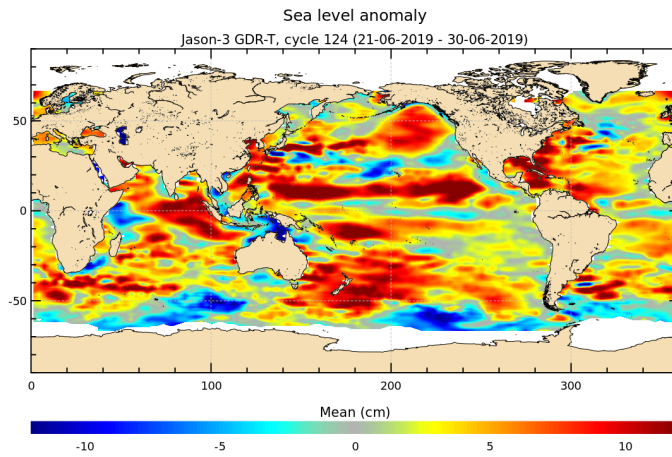 Sea level anomaly
Jason-3 GDR-T, cycle 124 (21-06-2019 - 30-06-2019)
50
0
-50
0 100 200 300
Mean (cm)
-10 -5 0 5 10